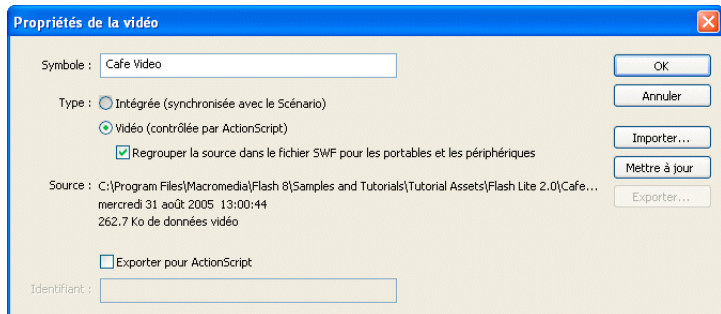 Propriétés de la vidéo
Symbole : Cafe Video
OK
Type : Intégrée (synchronisée avec le Scénario)
Annuler
Vidéo (contrôlée par ActionScript)
Importer...
Regrouper la source dans le fichier SWF pour les portables et les périphériques
Mettre à jour
Source : C:\Program Files\Macromedia\Flash 8\Samples and Tutorials\Tutorial Assets\Flash Lite 2.0\Cafe...
Exporter...
mercredi 31 août 2005 13:00:44
262.7 Ko de données vidéo
Exporter pour ActionScript
Identifiant :